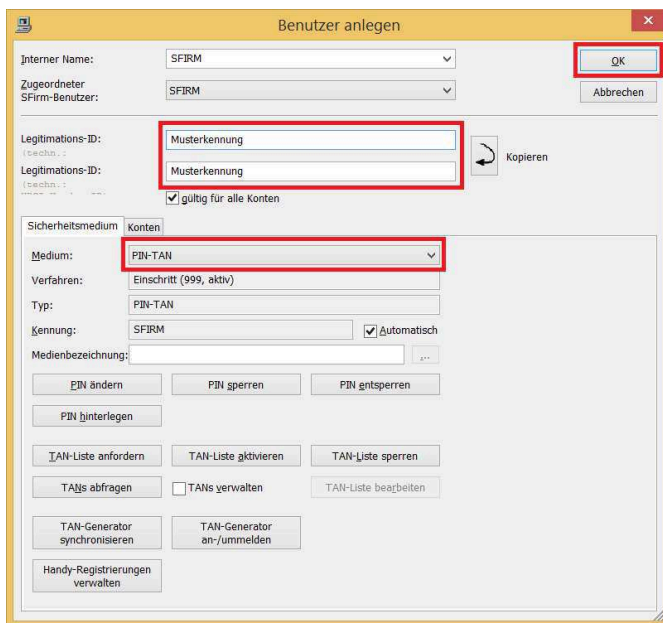 Benutzer anlegen
Interner Name: SFIRM OK
Zugeordneter
SFirm-Benutzer: SFIRM Abbrechen
Legitimations-ID: Musterkennung
(techn.:
Kopieren
Legitimations-ID: Musterkennung
(techn.:
gültig für alle Konten
Sicherheitsmedium Konten
Medium: PIN-TAN
Verfahren: Einschritt (999, aktiv)
Typ: PIN-TAN
Kennung: SFIRM Automatisch
Medienbezeichnung: ...
PIN ändern PIN sperren PIN entsperren
PIN hinterlegen
TAN-Liste anfordern TAN-Liste aktivieren TAN-Liste sperren
TANs abfragen TANs verwalten TAN-Liste bearbeiten
TAN-Generator
synchronisieren
TAN-Generator
an-/ummelden
Handy-Registrierungen
verwalten